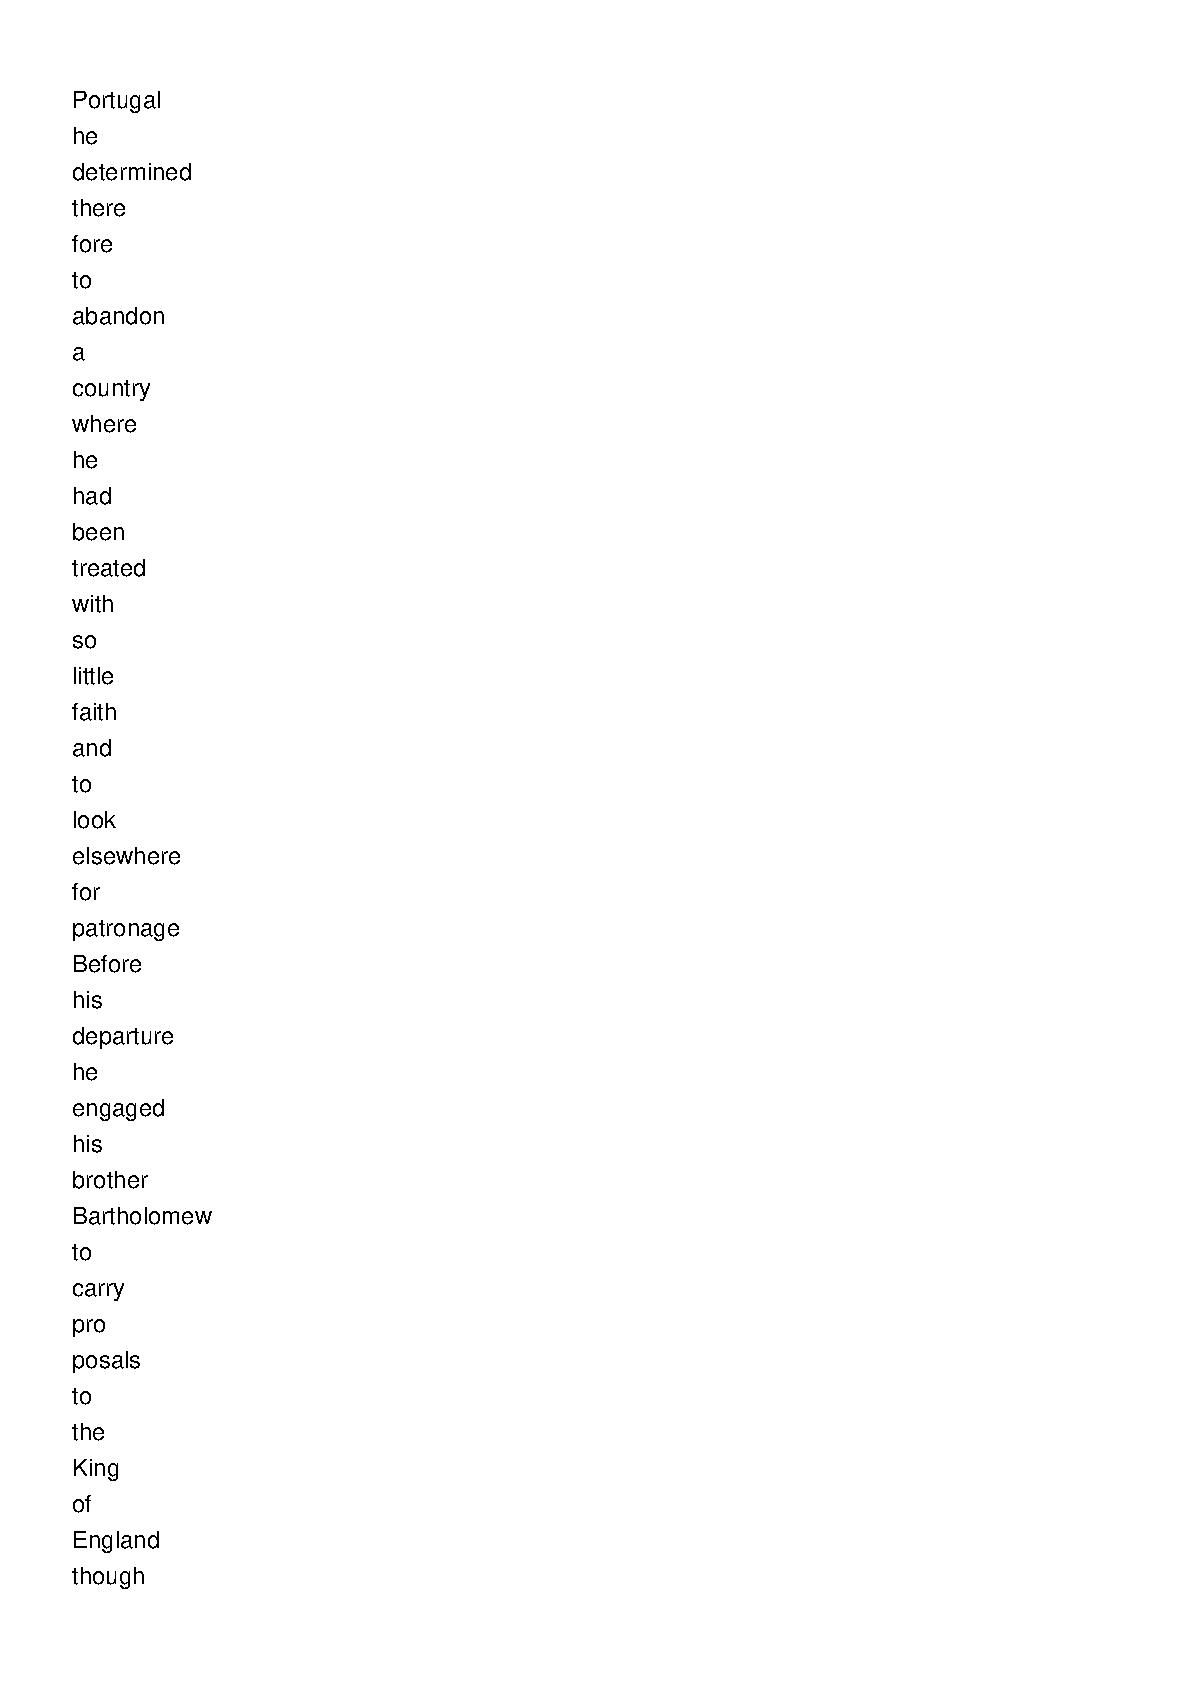 Portugal
he
determined
there
fore
to
abandon
a
country
where
he
had
been
treated
with
so
little
faith
and
to
look
elsewhere
for
patronage
Before
his
departure
he
engaged
his
brother
Bartholomew
to
carry
pro
posals
to
the
King
of
England
though